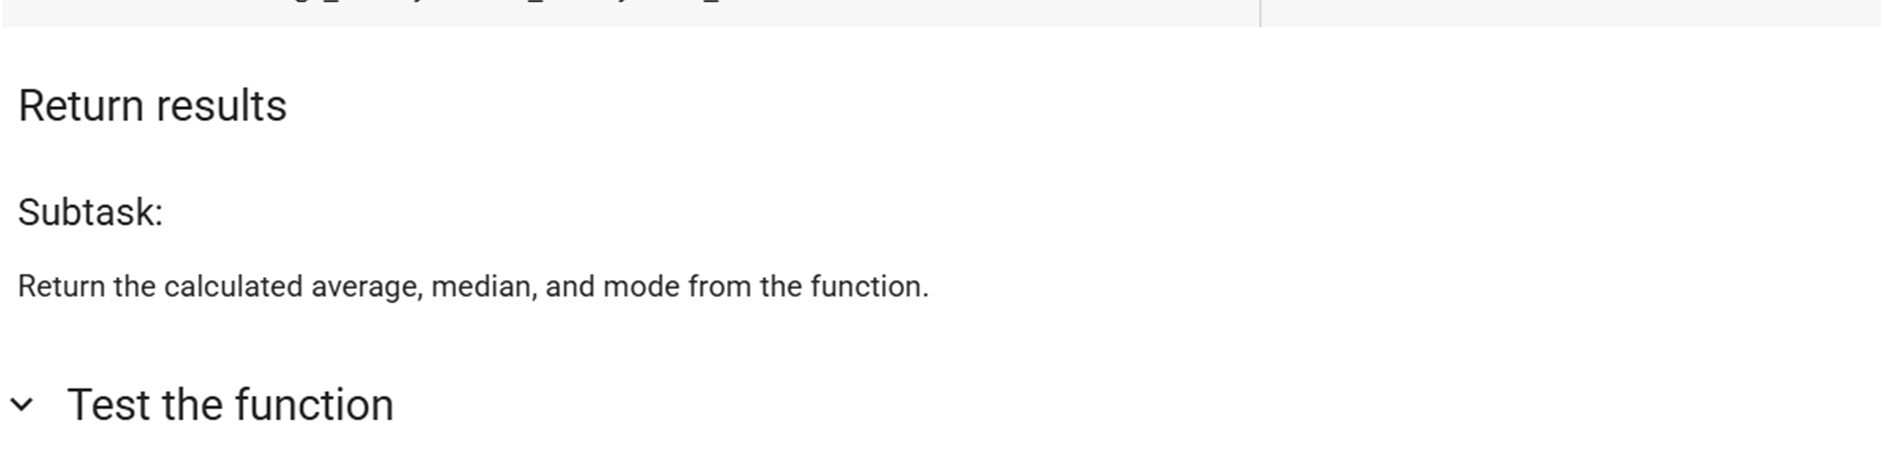 Return results
Subtask:
Return the calculated average, median, and mode from the function.
Test the function